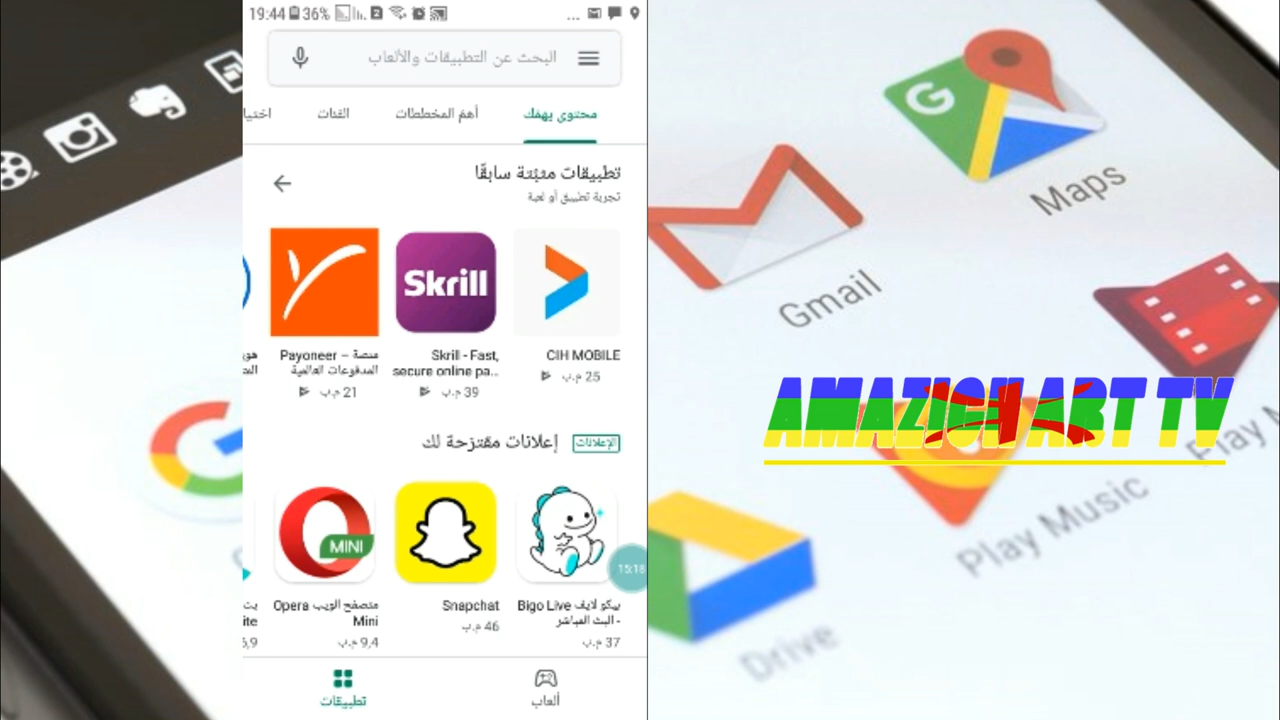 19:44 36% 2 ...
البحث عن التطبيقات والألعاب
محتوى يهمك أهم المخططات الفئات اختيا
تطبيقات مثبتة سابقًا
تجربة تطبيق أو لعبة
Skrill
CIH MOBILE
25 م.ب
Skrill - Fast,
secure online pa..
39 م.ب
منصة – Payoneer
المدفوعات العالمية
21 م.ب
الإعلانات إعلانات مقترحة لك
MINI
بيكو لايف Bigo Live
- البث المباشر
37 م.ب
Snapchat
46 م.ب
متصفح الويب Opera
Mini
9,4 م.ب
15:18
ألعاب
تطبيقات
G
Maps
Gmail
AMAZIGH ART TV
Play M
Play Music
Drive